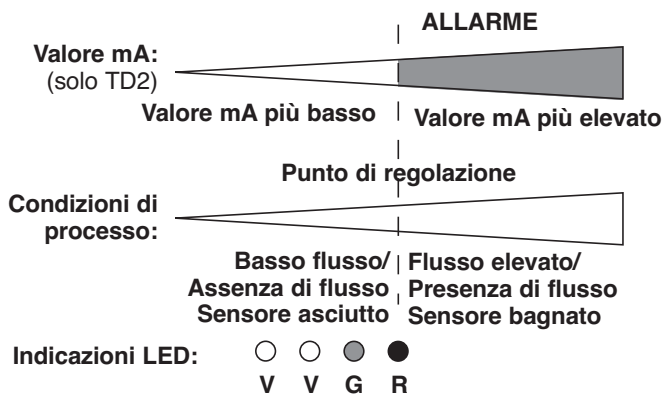 ALLARME
Valore mA:
(solo TD2)
Valore mA più basso
Valore mA più elevato
Punto di regolazione
Condizioni di
processo:
Basso flusso/
Assenza di flusso
Sensore asciutto
Flusso elevato/
Presenza di flusso
Sensore bagnato
Indicazioni LED:
V V G R